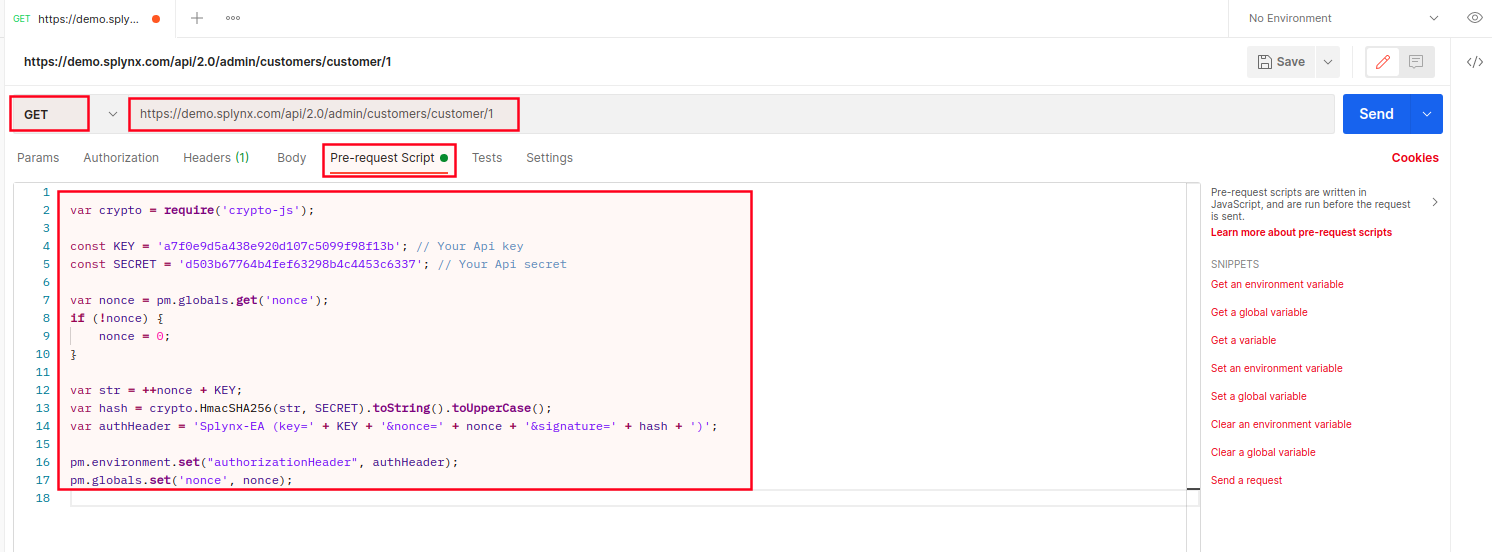 GET https://demo.sply...
No Environment
https://demo.splynx.com/api/2.0/admin/customers/customer/1
Save
GET
https://demo.splynx.com/api/2.0/admin/customers/customer/1
Send
Params Authorization Headers (1) Body Pre-request Script Tests Settings
Cookies
1
2 var crypto = require('crypto-js');
3
4 const KEY = 'a7f0e9d5a438e920d107c5099f98f13b'; // Your Api key
5 const SECRET = 'd503b67764b4fef63298b4c4453c6337'; // Your Api secret
6
7 var nonce = pm.globals.get('nonce');
8 if (!nonce) {
9 nonce = 0;
10 }
11
12 var str = ++nonce + KEY;
13 var hash = crypto.HmacSHA256(str, SECRET).toString().toUpperCase();
14 var authHeader = 'Splynx-EA (key=' + KEY + '&nonce=' + nonce + '&signature=' + hash + ')';
15
16 pm.environment.set("authorizationHeader", authHeader);
17 pm.globals.set('nonce', nonce);
18
Pre-request scripts are written in
JavaScript, and are run before the request
is sent.
Learn more about pre-request scripts
SNIPPETS
Get an environment variable
Get a global variable
Get a variable
Set an environment variable
Set a global variable
Clear an environment variable
Clear a global variable
Send a request